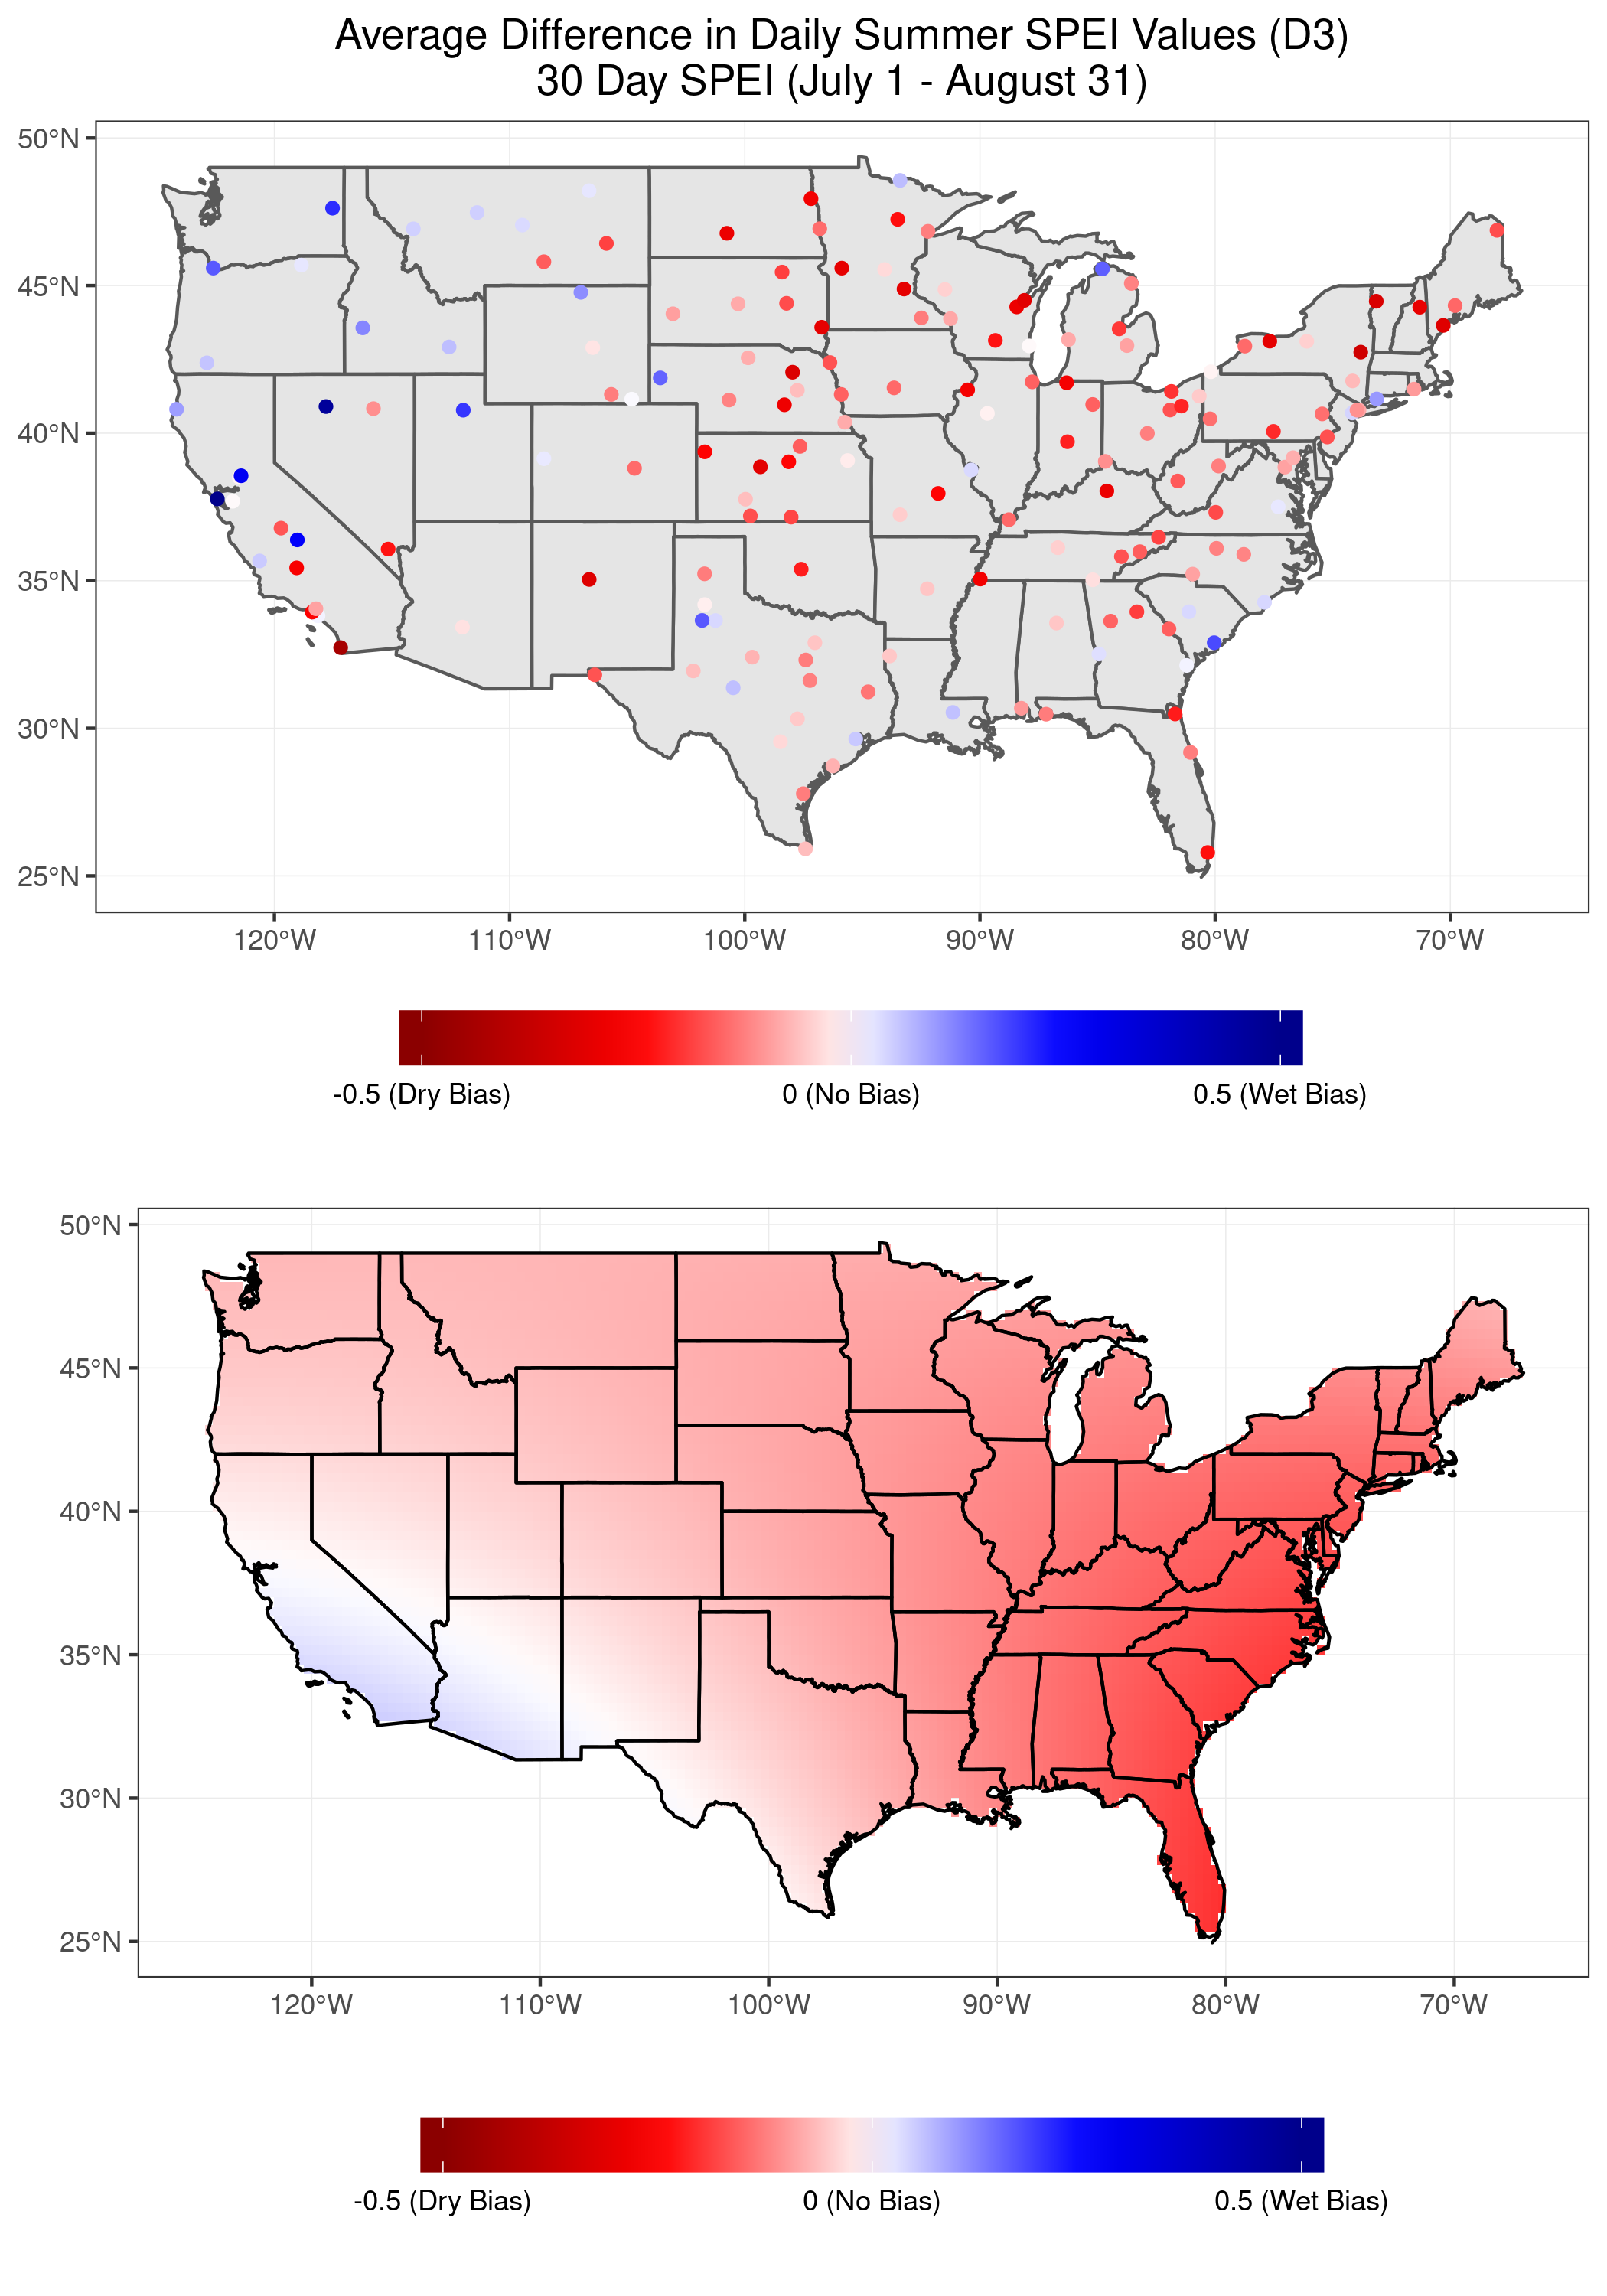 Average Difference in Daily Summer SPEI Values (D3)
30 Day SPEI (July 1 - August 31)
50°N
45°N
40°N
35°N
30°N
25°N
120°W 110°W 100°W 90°W 80°W 70°W
-0.5 (Dry Bias) 0 (No Bias) 0.5 (Wet Bias)
50°N
45°N
40°N
35°N
30°N
25°N
120°W 110°W 100°W 90°W 80°W 70°W
-0.5 (Dry Bias) 0 (No Bias) 0.5 (Wet Bias)